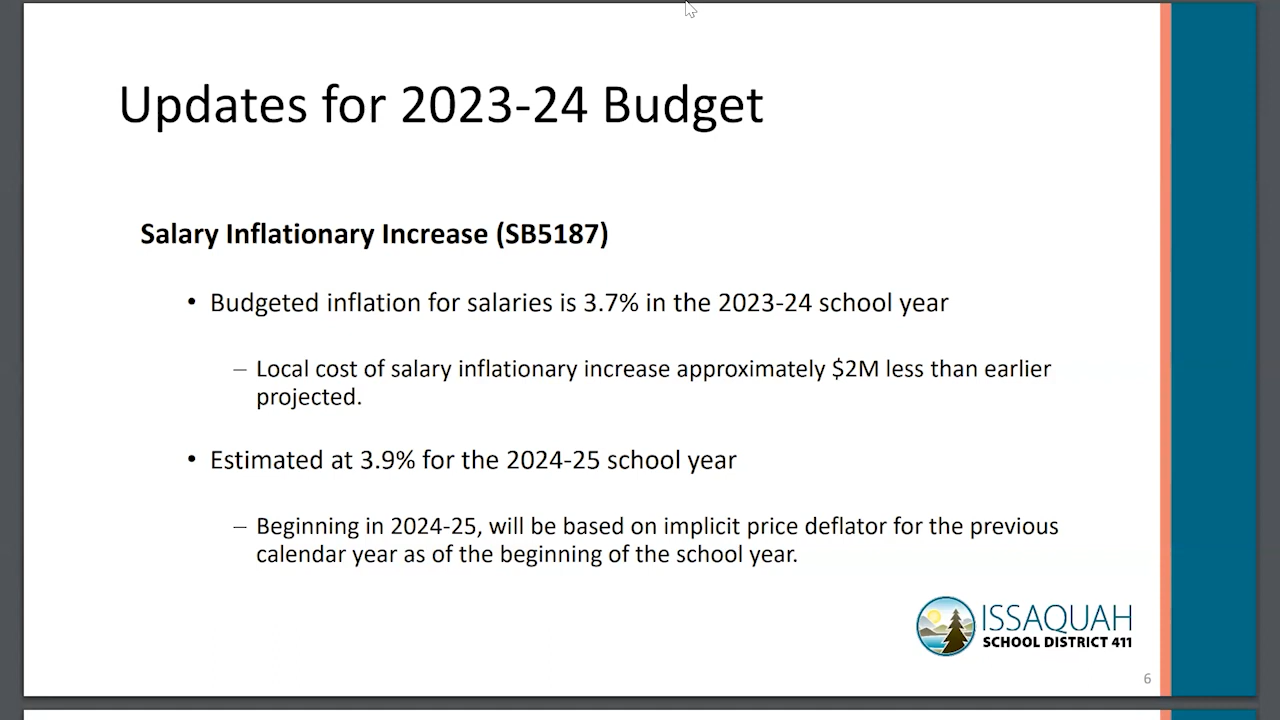 Updates for 2023-24 Budget
Salary Inflationary Increase (SB5187)
• Budgeted inflation for salaries is 3.7% in the 2023-24 school year
– Local cost of salary inflationary increase approximately $2M less than earlier
projected.
• Estimated at 3.9% for the 2024-25 school year
– Beginning in 2024-25, will be based on implicit price deflator for the previous
calendar year as of the beginning of the school year.
ISSAQUAH
SCHOOL DISTRICT 411
6